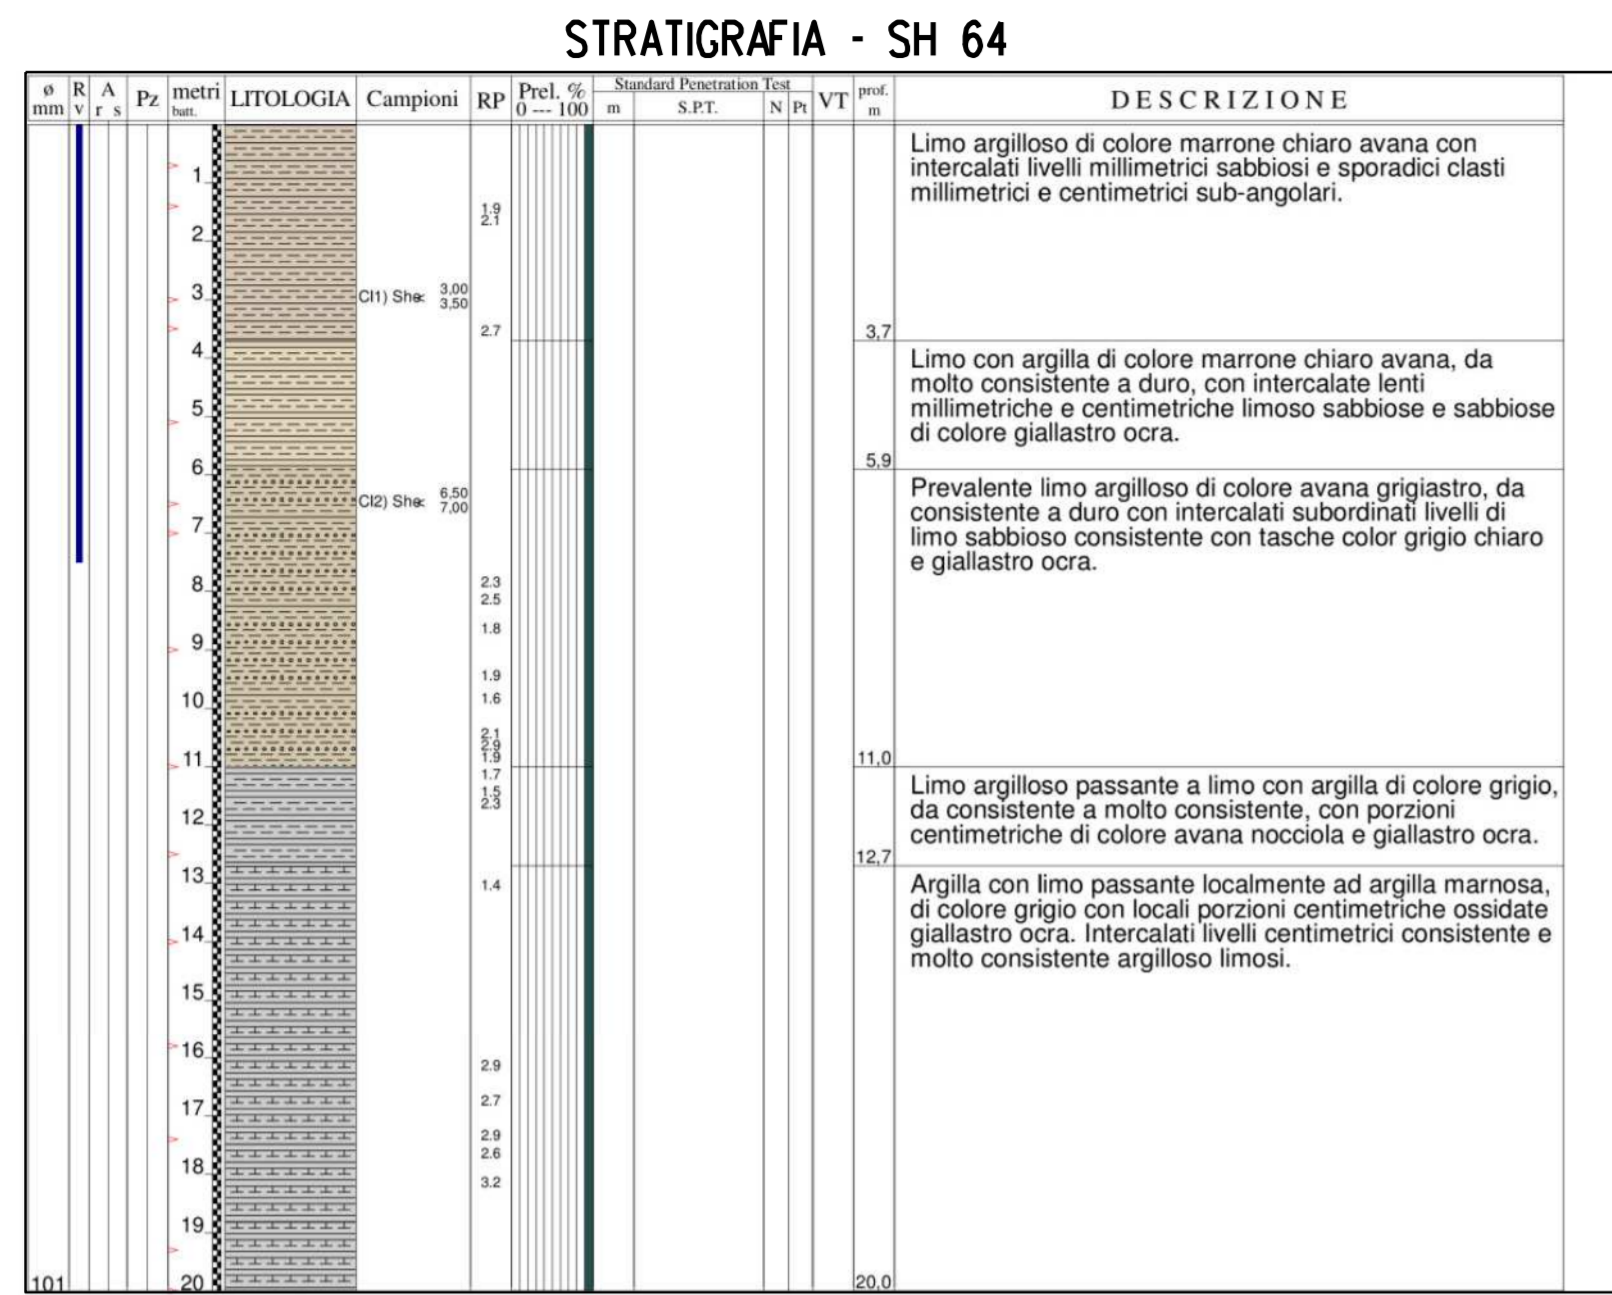 STRATIGRAFIA - SH 64
ø mm R v A r s Pz metri batt. LITOLOGIA Campioni RP Prel. % 0 --- 100 Standard Penetration Test m S.P.T. N Pt VT prof. m DESCRIZIONE
Limo argilloso di colore marrone chiaro avana con
intercalati livelli millimetrici sabbiosi e sporadici clasti
millimetrici e centimetrici sub-angolari.
1
1.9
2.1
2
3
CI1) She< 3,00
3,50
2.7
3,7
4
Limo con argilla di colore marrone chiaro avana, da
molto consistente a duro, con intercalate lenti
millimetriche e centimetriche limoso sabbiose e sabbiose
di colore giallastro ocra.
5
5,9
6
Prevalente limo argilloso di colore avana grigiastro, da
consistente a duro con intercalati subordinati livelli di
limo sabbioso consistente con tasche color grigio chiaro
e giallastro ocra.
CI2) She< 6,50
7,00
7
8
2.3
2.5
1.8
9
1.9
1.6
10
2.1
2.9
1.9
11
11,0
1.7
1.5
2.3
Limo argilloso passante a limo con argilla di colore grigio,
da consistente a molto consistente, con porzioni
centimetriche di colore avana nocciola e giallastro ocra.
12
12,7
13
1.4
Argilla con limo passante localmente ad argilla marnosa,
di colore grigio con locali porzioni centimetriche ossidate
giallastro ocra. Intercalati livelli centimetrici consistente e
molto consistente argilloso limosi.
14
15
16
2.9
2.7
17
2.9
2.6
18
3.2
19
101 20 20,0